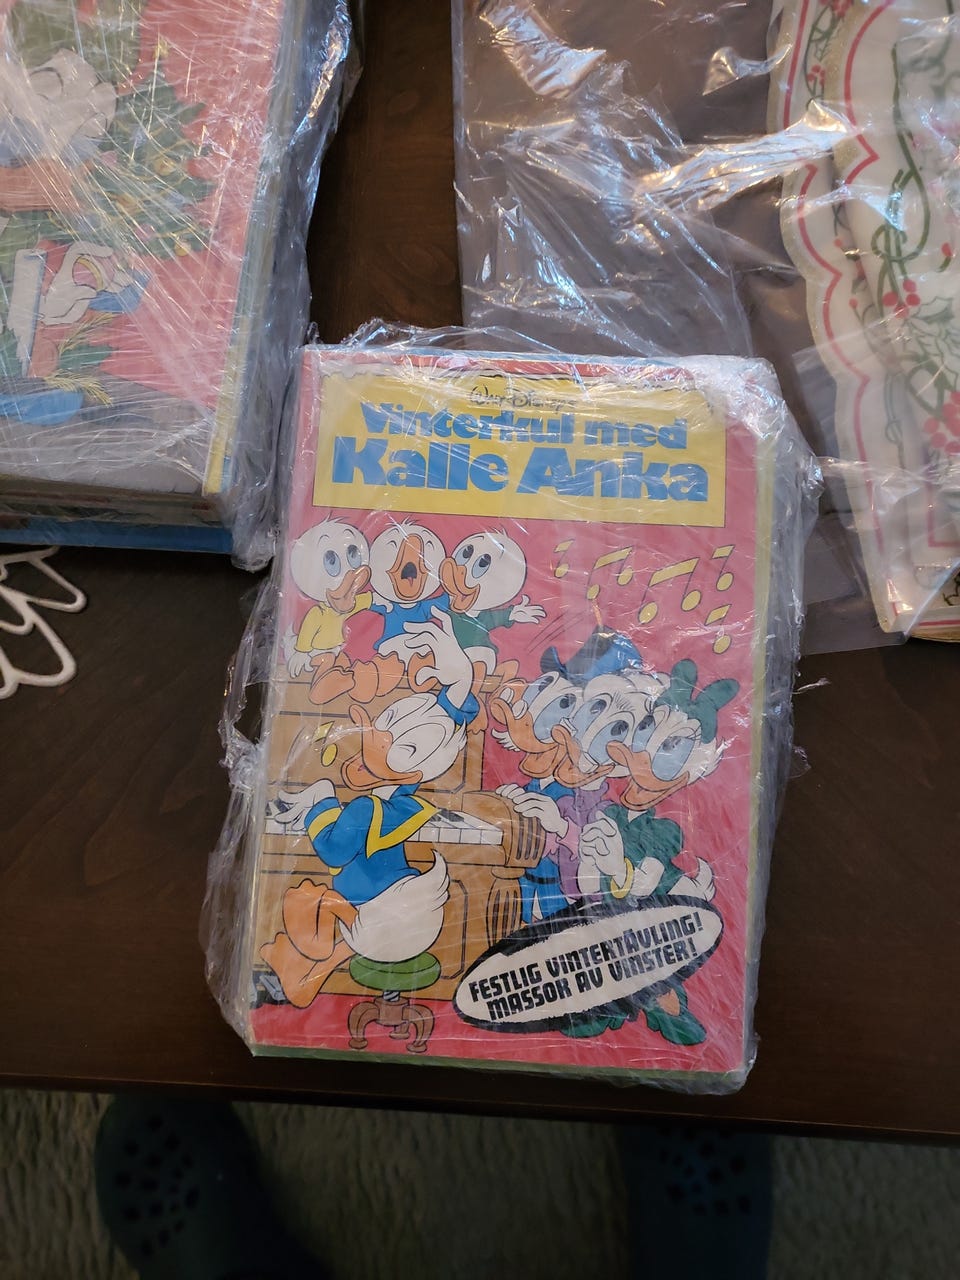 Walt Disney's
Vinterkul med
Kalle Anka
FESTLIG VINTERTÄVLING!
MASSOR AV VINSTER!